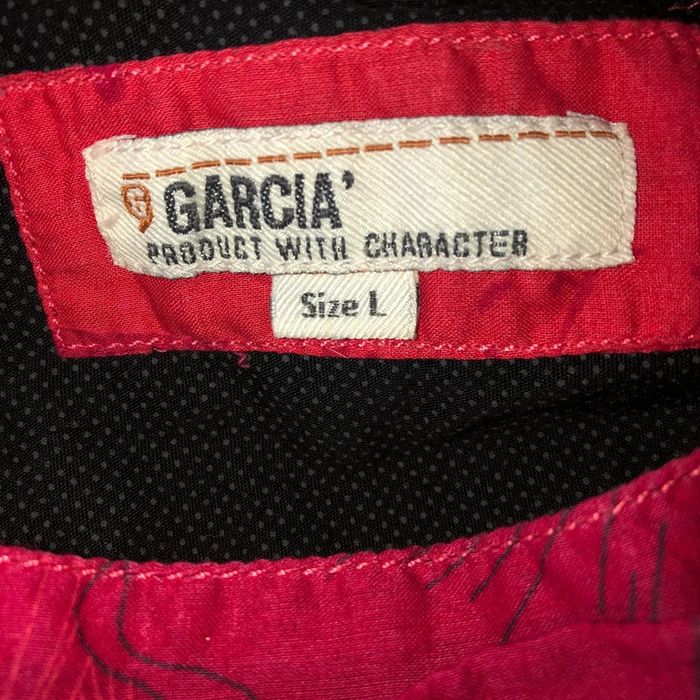 G GARCIA'
PRODUCT WITH CHARACTER
Size L